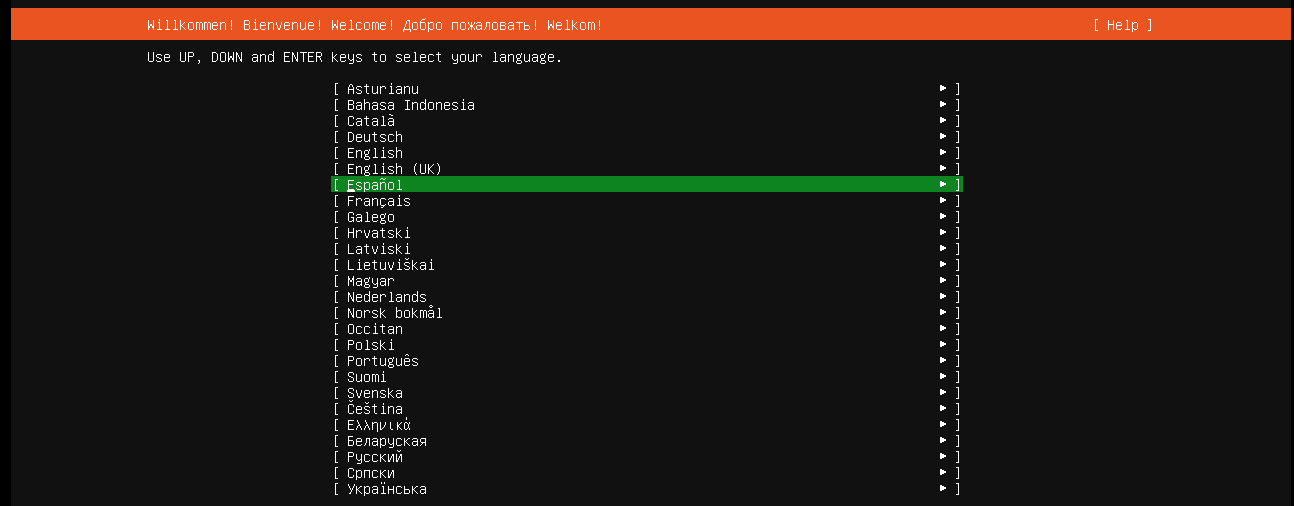 Willkommen! Bienvenue! Welcome! Добро пожаловать! Welkom! [ Help ]
Use UP, DOWN and ENTER keys to select your language.
[ Asturianu ► ]
[ Bahasa Indonesia ► ]
[ Català ► ]
[ Deutsch ► ]
[ English ► ]
[ English (UK) ► ]
[ Español ► ]
[ Français ► ]
[ Galego ► ]
[ Hrvatski ► ]
[ Latviski ► ]
[ Lietuviškai ► ]
[ Magyar ► ]
[ Nederlands ► ]
[ Norsk bokmål ► ]
[ Occitan ► ]
[ Polski ► ]
[ Português ► ]
[ Suomi ► ]
[ Svenska ► ]
[ Čeština ► ]
[ Ελληνικά ► ]
[ Беларуская ► ]
[ Русский ► ]
[ Српски ► ]
[ Українська ► ]